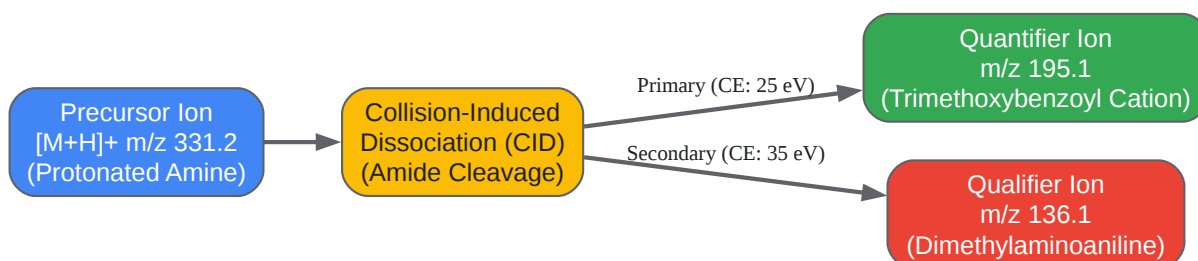 Precursor Ion
[M+H]+ m/z 331.2
(Protonated Amine)
Collision-Induced
Dissociation (CID)
(Amide Cleavage)
Primary (CE: 25 eV)
Secondary (CE: 35 eV)
Quantifier Ion
m/z 195.1
(Trimethoxybenzoyl Cation)
Qualifier Ion
m/z 136.1
(Dimethylaminoaniline)